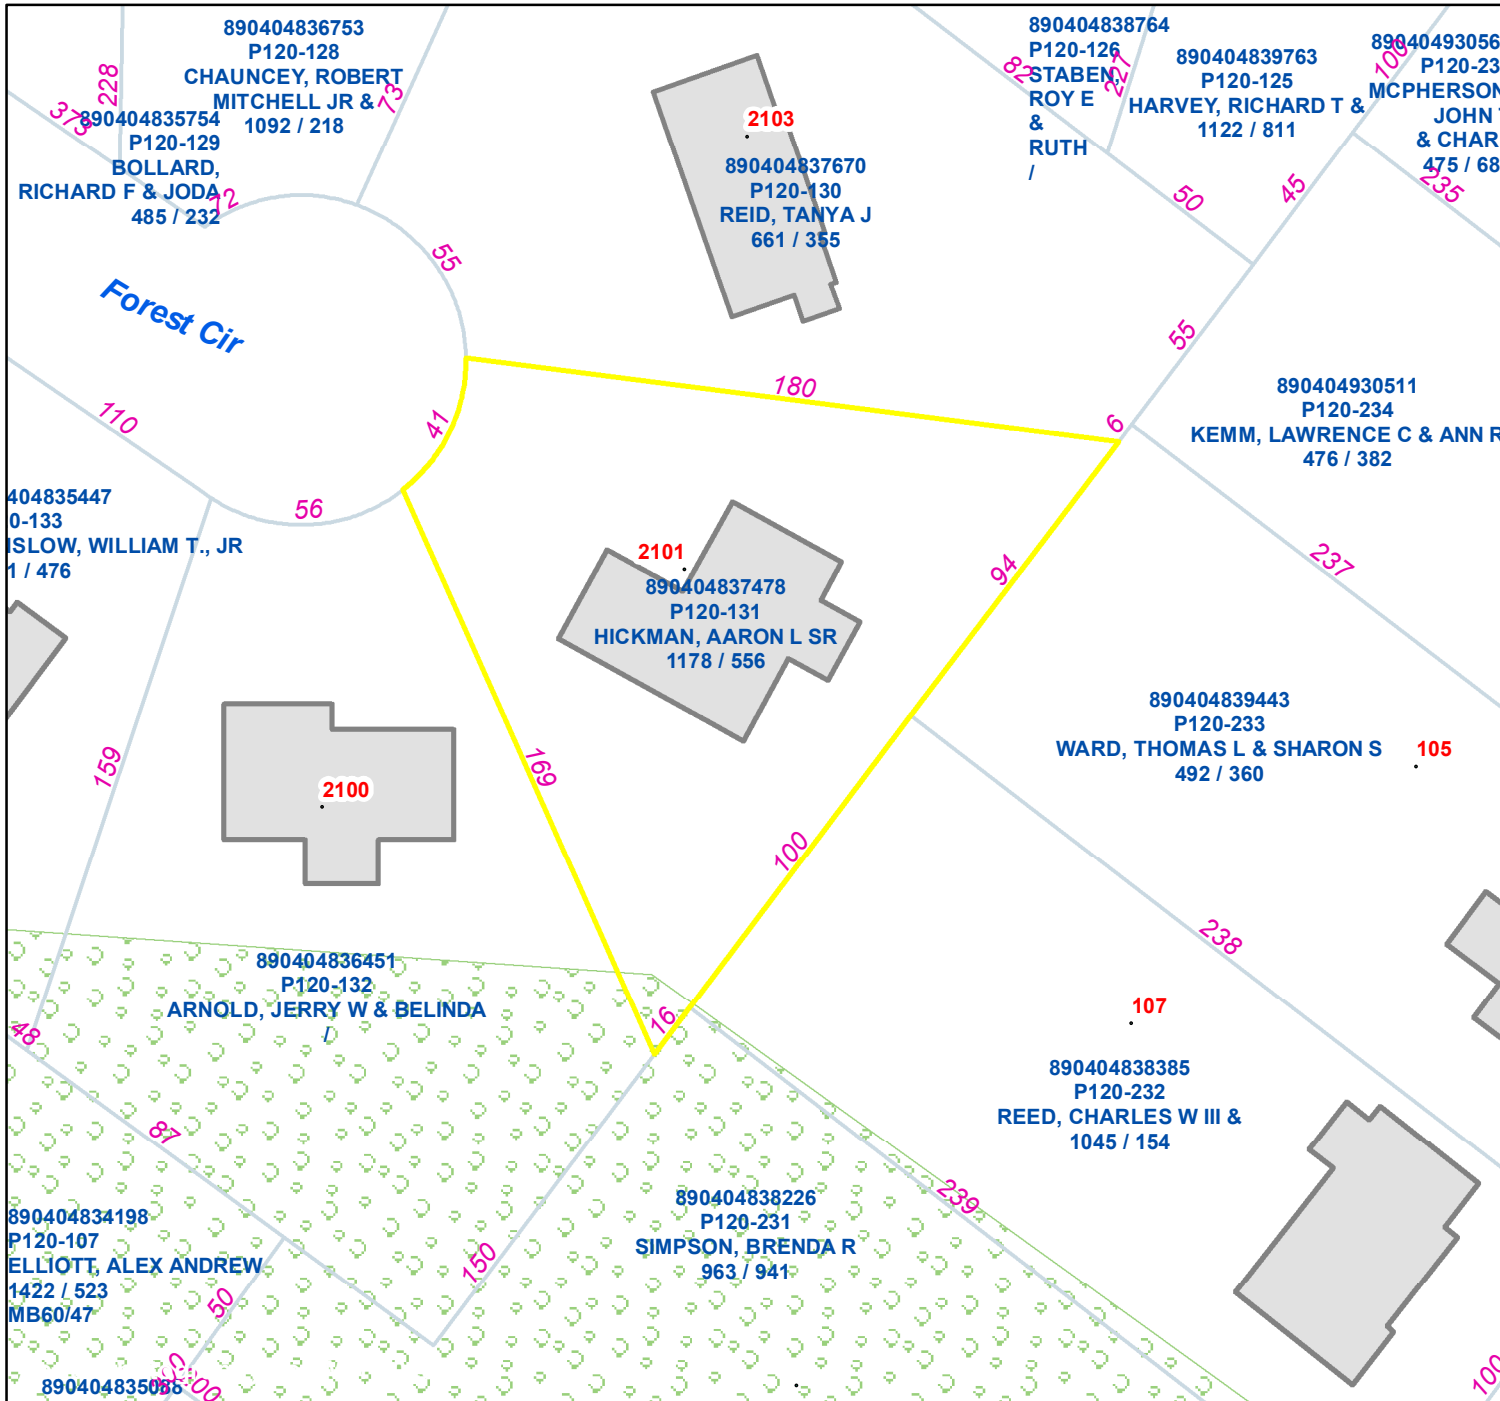 890404836753
P120-128
CHAUNCEY, ROBERT
MITCHELL JR &
1092 / 218
228
373
73
890404835754
P120-129
BOLLARD,
RICHARD F & JODA
485 / 232
72
55
Forest Cir
2103
890404837670
P120-130
REID, TANYA J
661 / 355
890404838764
P120-126
STABEN,
ROY E
&
RUTH
/
82
227
890404839763
P120-125
HARVEY, RICHARD T &
1122 / 811
100
89040493056
P120-23
MCPHERSON
JOHN
& CHAR
475 / 68
235
50
45
55
180
6
41
110
56
890404930511
P120-234
KEMM, LAWRENCE C & ANN R
476 / 382
404835447
0-133
ISLOW, WILLIAM T., JR
1 / 476
2101
890404837478
P120-131
HICKMAN, AARON L SR
1178 / 556
94
237
890404839443
P120-233
WARD, THOMAS L & SHARON S
492 / 360
105
159
169
2100
100
238
890404836451
P120-132
ARNOLD, JERRY W & BELINDA
/
16
48
107
890404838385
P120-232
REED, CHARLES W III &
1045 / 154
87
239
890404838226
P120-231
SIMPSON, BRENDA R
963 / 941
150
890404834198
P120-107
ELLIOTT, ALEX ANDREW
1422 / 523
MB60/47
50
100